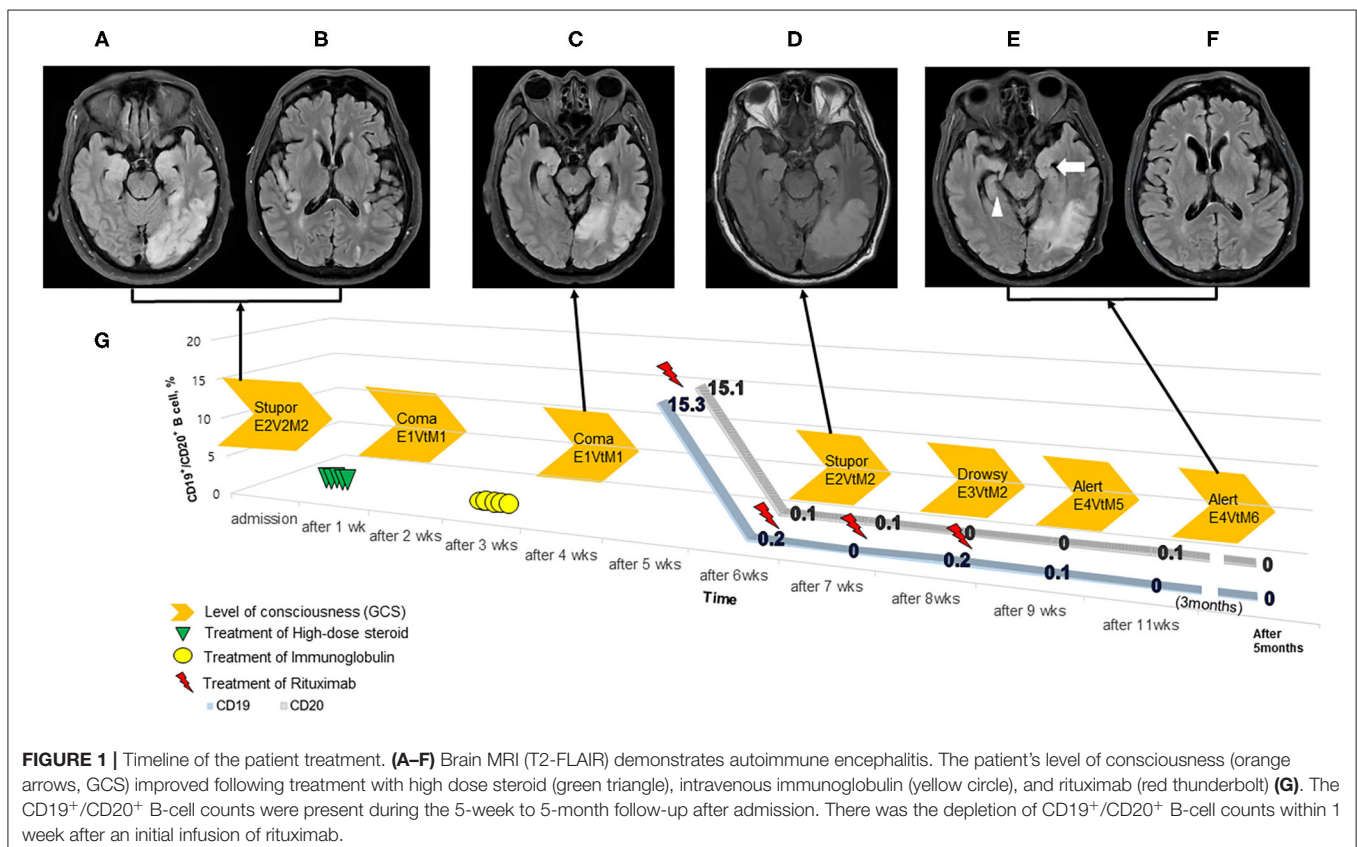 A B C D E F
G
CD19⁺/CD20⁺ B cell, %
20
15
10
5
0
Stupor
E2V2M2
Coma
E1VtM1
Coma
E1VtM1
15.3
15.1
Stupor
E2VtM2
Drowsy
E3VtM2
Alert
E4VtM5
Alert
E4VtM6
0.1 0.1 0 0 0.1 0
0.2 0 0.2 0.1 0 0
admission
after 1 wk
after 2 wks
after 3 wks
after 4 wks
after 5 wks
after 6wks
after 7 wks
after 8wks
after 9 wks
after 11wks
(3months)
After
5months
Time
Level of consciousness (GCS)
Treatment of High-dose steroid
Treatment of Immunoglobulin
Treatment of Rituximab
CD19 CD20
FIGURE 1 | Timeline of the patient treatment. (A–F) Brain MRI (T2-FLAIR) demonstrates autoimmune encephalitis. The patient's level of consciousness (orange
arrows, GCS) improved following treatment with high dose steroid (green triangle), intravenous immunoglobulin (yellow circle), and rituximab (red thunderbolt) (G). The
CD19⁺/CD20⁺ B-cell counts were present during the 5-week to 5-month follow-up after admission. There was the depletion of CD19⁺/CD20⁺ B-cell counts within 1
week after an initial infusion of rituximab.